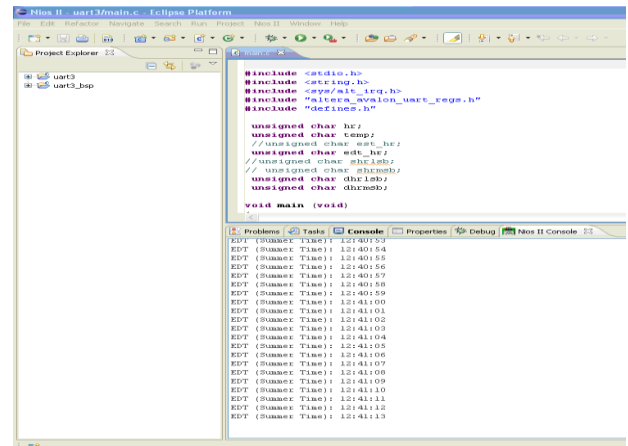 Nios II - uart3/main.c - Eclipse Platform
File Edit Refactor Navigate Search Run Project Nios II Window Help
Project Explorer
main.c
uart3
uart3_bsp
#include <stdio.h>
#include <string.h>
#include <sys/alt_irq.h>
#include "altera_avalon_uart_regs.h"
#include "defines.h"
unsigned char hr;
unsigned char temp;
//unsigned char est_hr;
unsigned char edt_hr;
//unsigned char shrlsb;
// unsigned char shrmsb;
unsigned char dhrlsb;
unsigned char dhrmsb;
void main (void)
Problems Tasks Console Properties Debug Nios II Console
EDT (Summer Time): 12:40:53
EDT (Summer Time): 12:40:54
EDT (Summer Time): 12:40:55
EDT (Summer Time): 12:40:56
EDT (Summer Time): 12:40:57
EDT (Summer Time): 12:40:58
EDT (Summer Time): 12:40:59
EDT (Summer Time): 12:41:00
EDT (Summer Time): 12:41:01
EDT (Summer Time): 12:41:02
EDT (Summer Time): 12:41:03
EDT (Summer Time): 12:41:04
EDT (Summer Time): 12:41:05
EDT (Summer Time): 12:41:06
EDT (Summer Time): 12:41:07
EDT (Summer Time): 12:41:08
EDT (Summer Time): 12:41:09
EDT (Summer Time): 12:41:10
EDT (Summer Time): 12:41:11
EDT (Summer Time): 12:41:12
EDT (Summer Time): 12:41:13